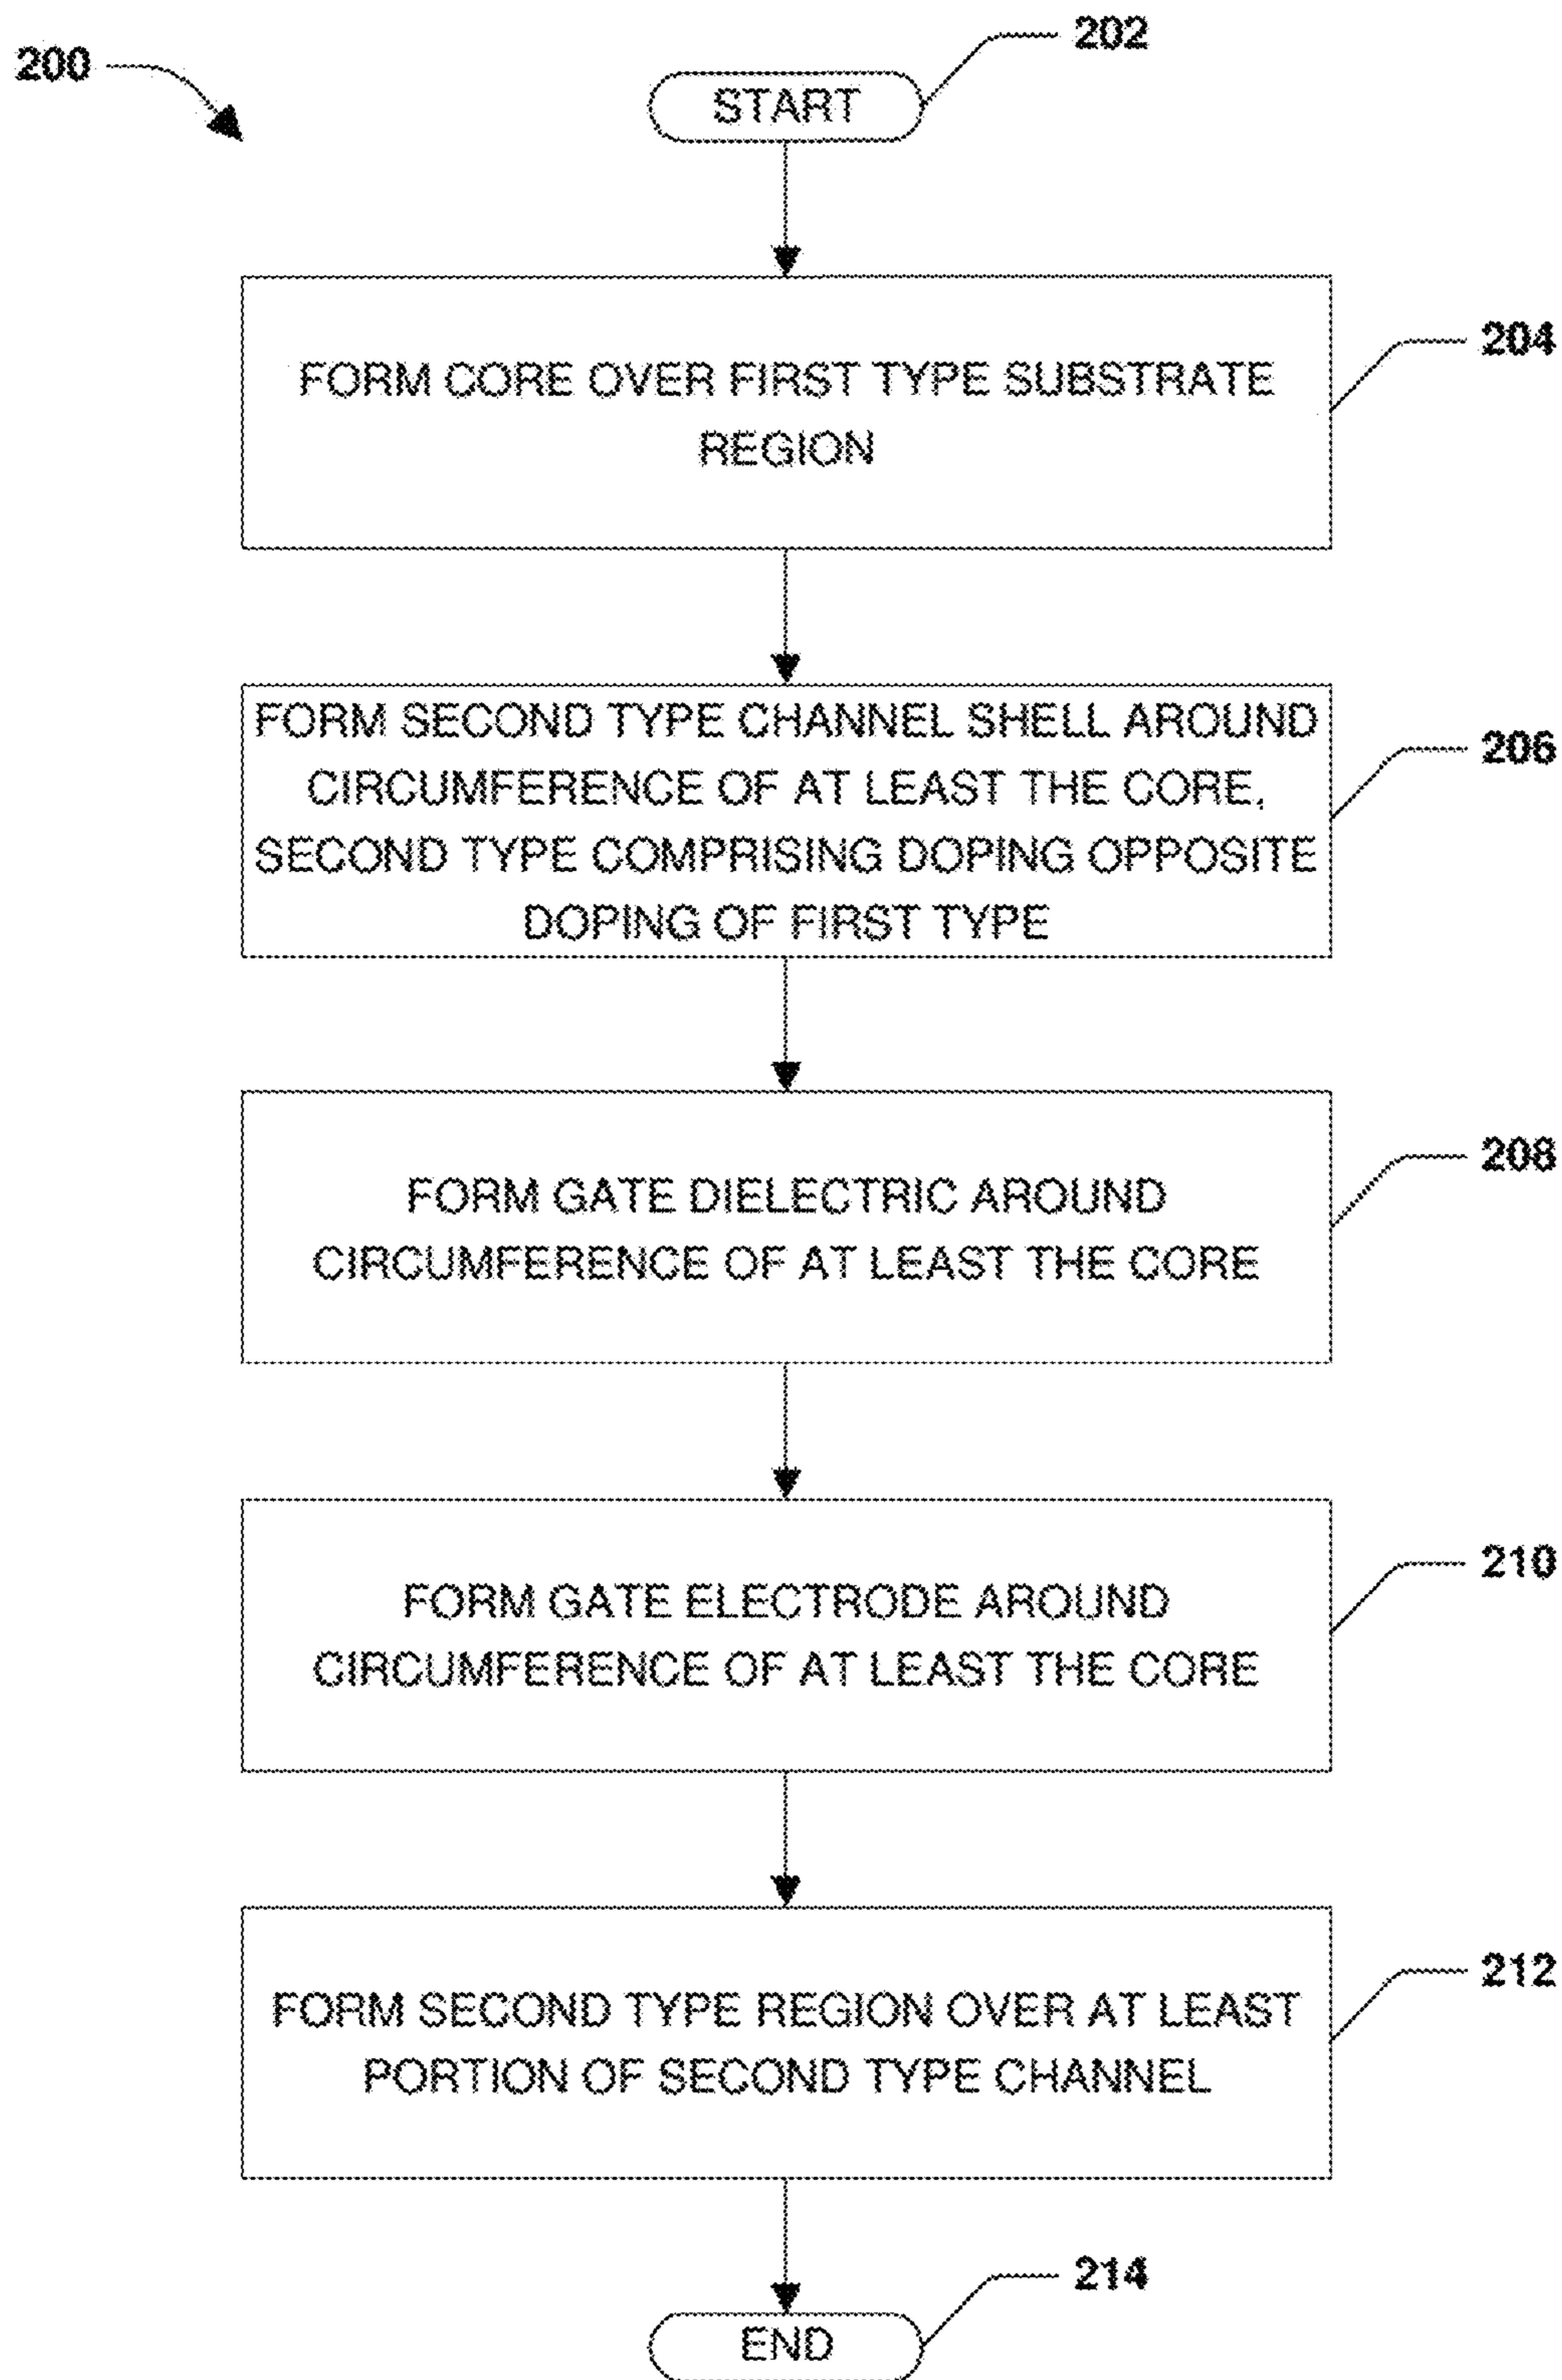 200
202
START
204
FORM CORE OVER FIRST TYPE SUBSTRATE
REGION
206
FORM SECOND TYPE CHANNEL SHELL AROUND
CIRCUMFERENCE OF AT LEAST THE CORE,
SECOND TYPE COMPRISING DOPING OPPOSITE
DOPING OF FIRST TYPE
208
FORM GATE DIELECTRIC AROUND
CIRCUMFERENCE OF AT LEAST THE CORE
210
FORM GATE ELECTRODE AROUND
CIRCUMFERENCE OF AT LEAST THE CORE
212
FORM SECOND TYPE REGION OVER AT LEAST
PORTION OF SECOND TYPE CHANNEL
214
END